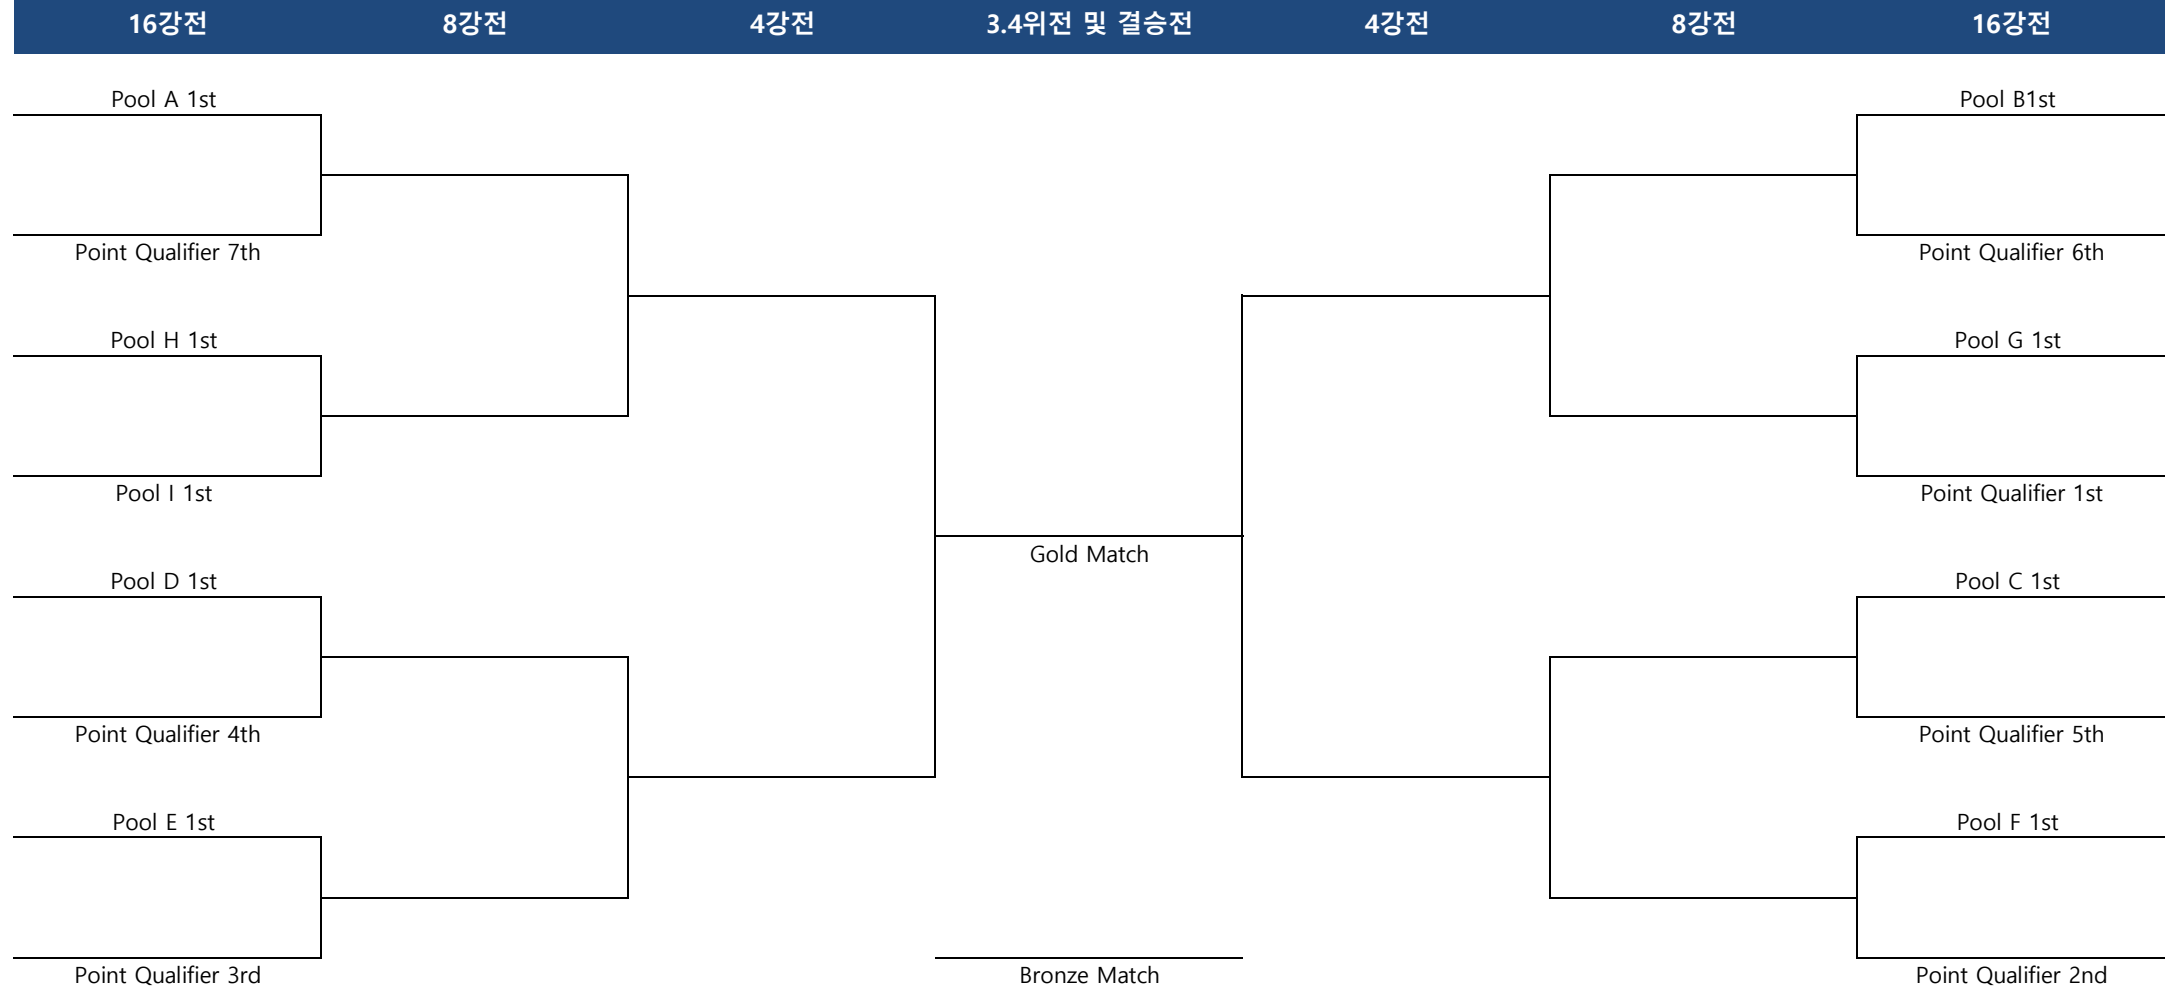 16강전 8강전 4강전 3.4위전 및 결승전 4강전 8강전 16강전
Pool A 1st
Pool B1st
Point Qualifier 7th
Point Qualifier 6th
Pool H 1st
Pool G 1st
Pool I 1st
Point Qualifier 1st
Gold Match
Pool D 1st
Pool C 1st
Point Qualifier 4th
Point Qualifier 5th
Pool E 1st
Pool F 1st
Point Qualifier 3rd
Bronze Match
Point Qualifier 2nd